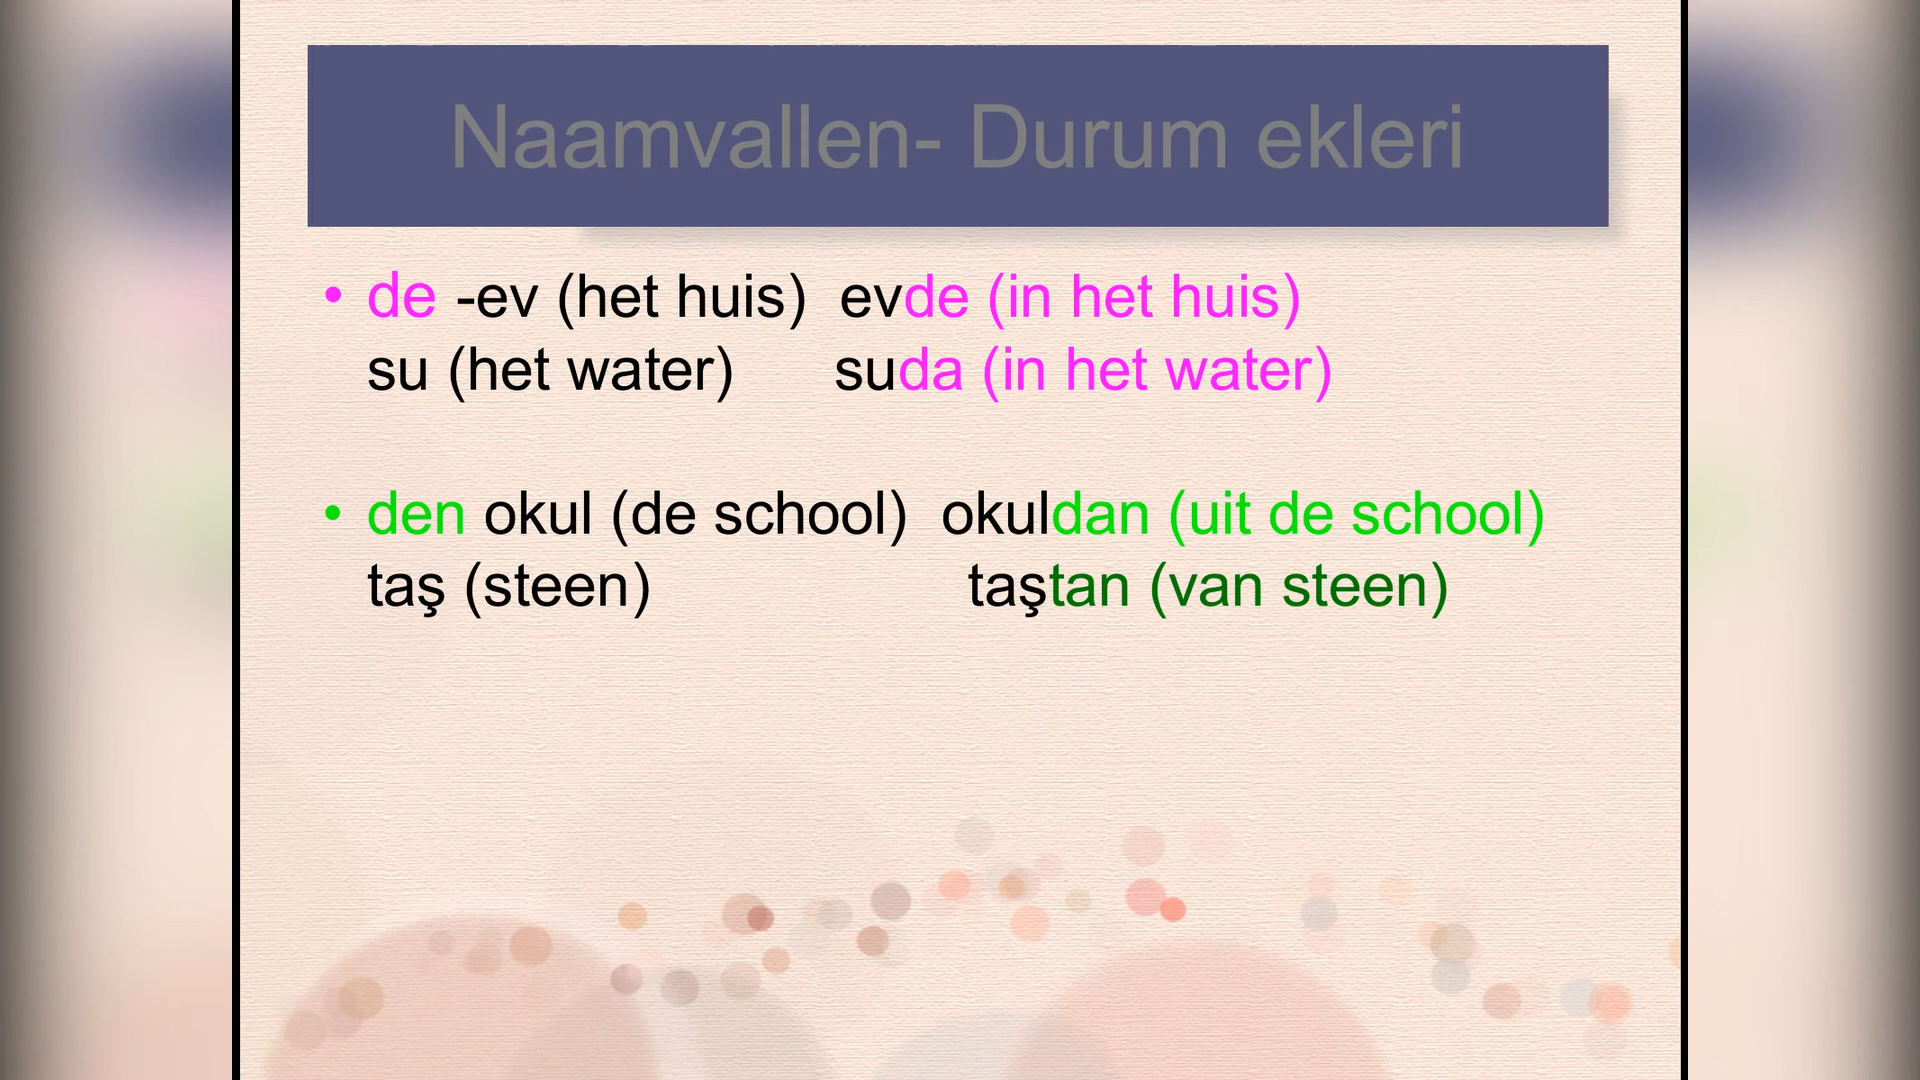 Naamvallen- Durum ekleri
• de -ev (het huis) evde (in het huis)
su (het water) suda (in het water)
• den okul (de school) okuldan (uit de school)
taş (steen) taştan (van steen)